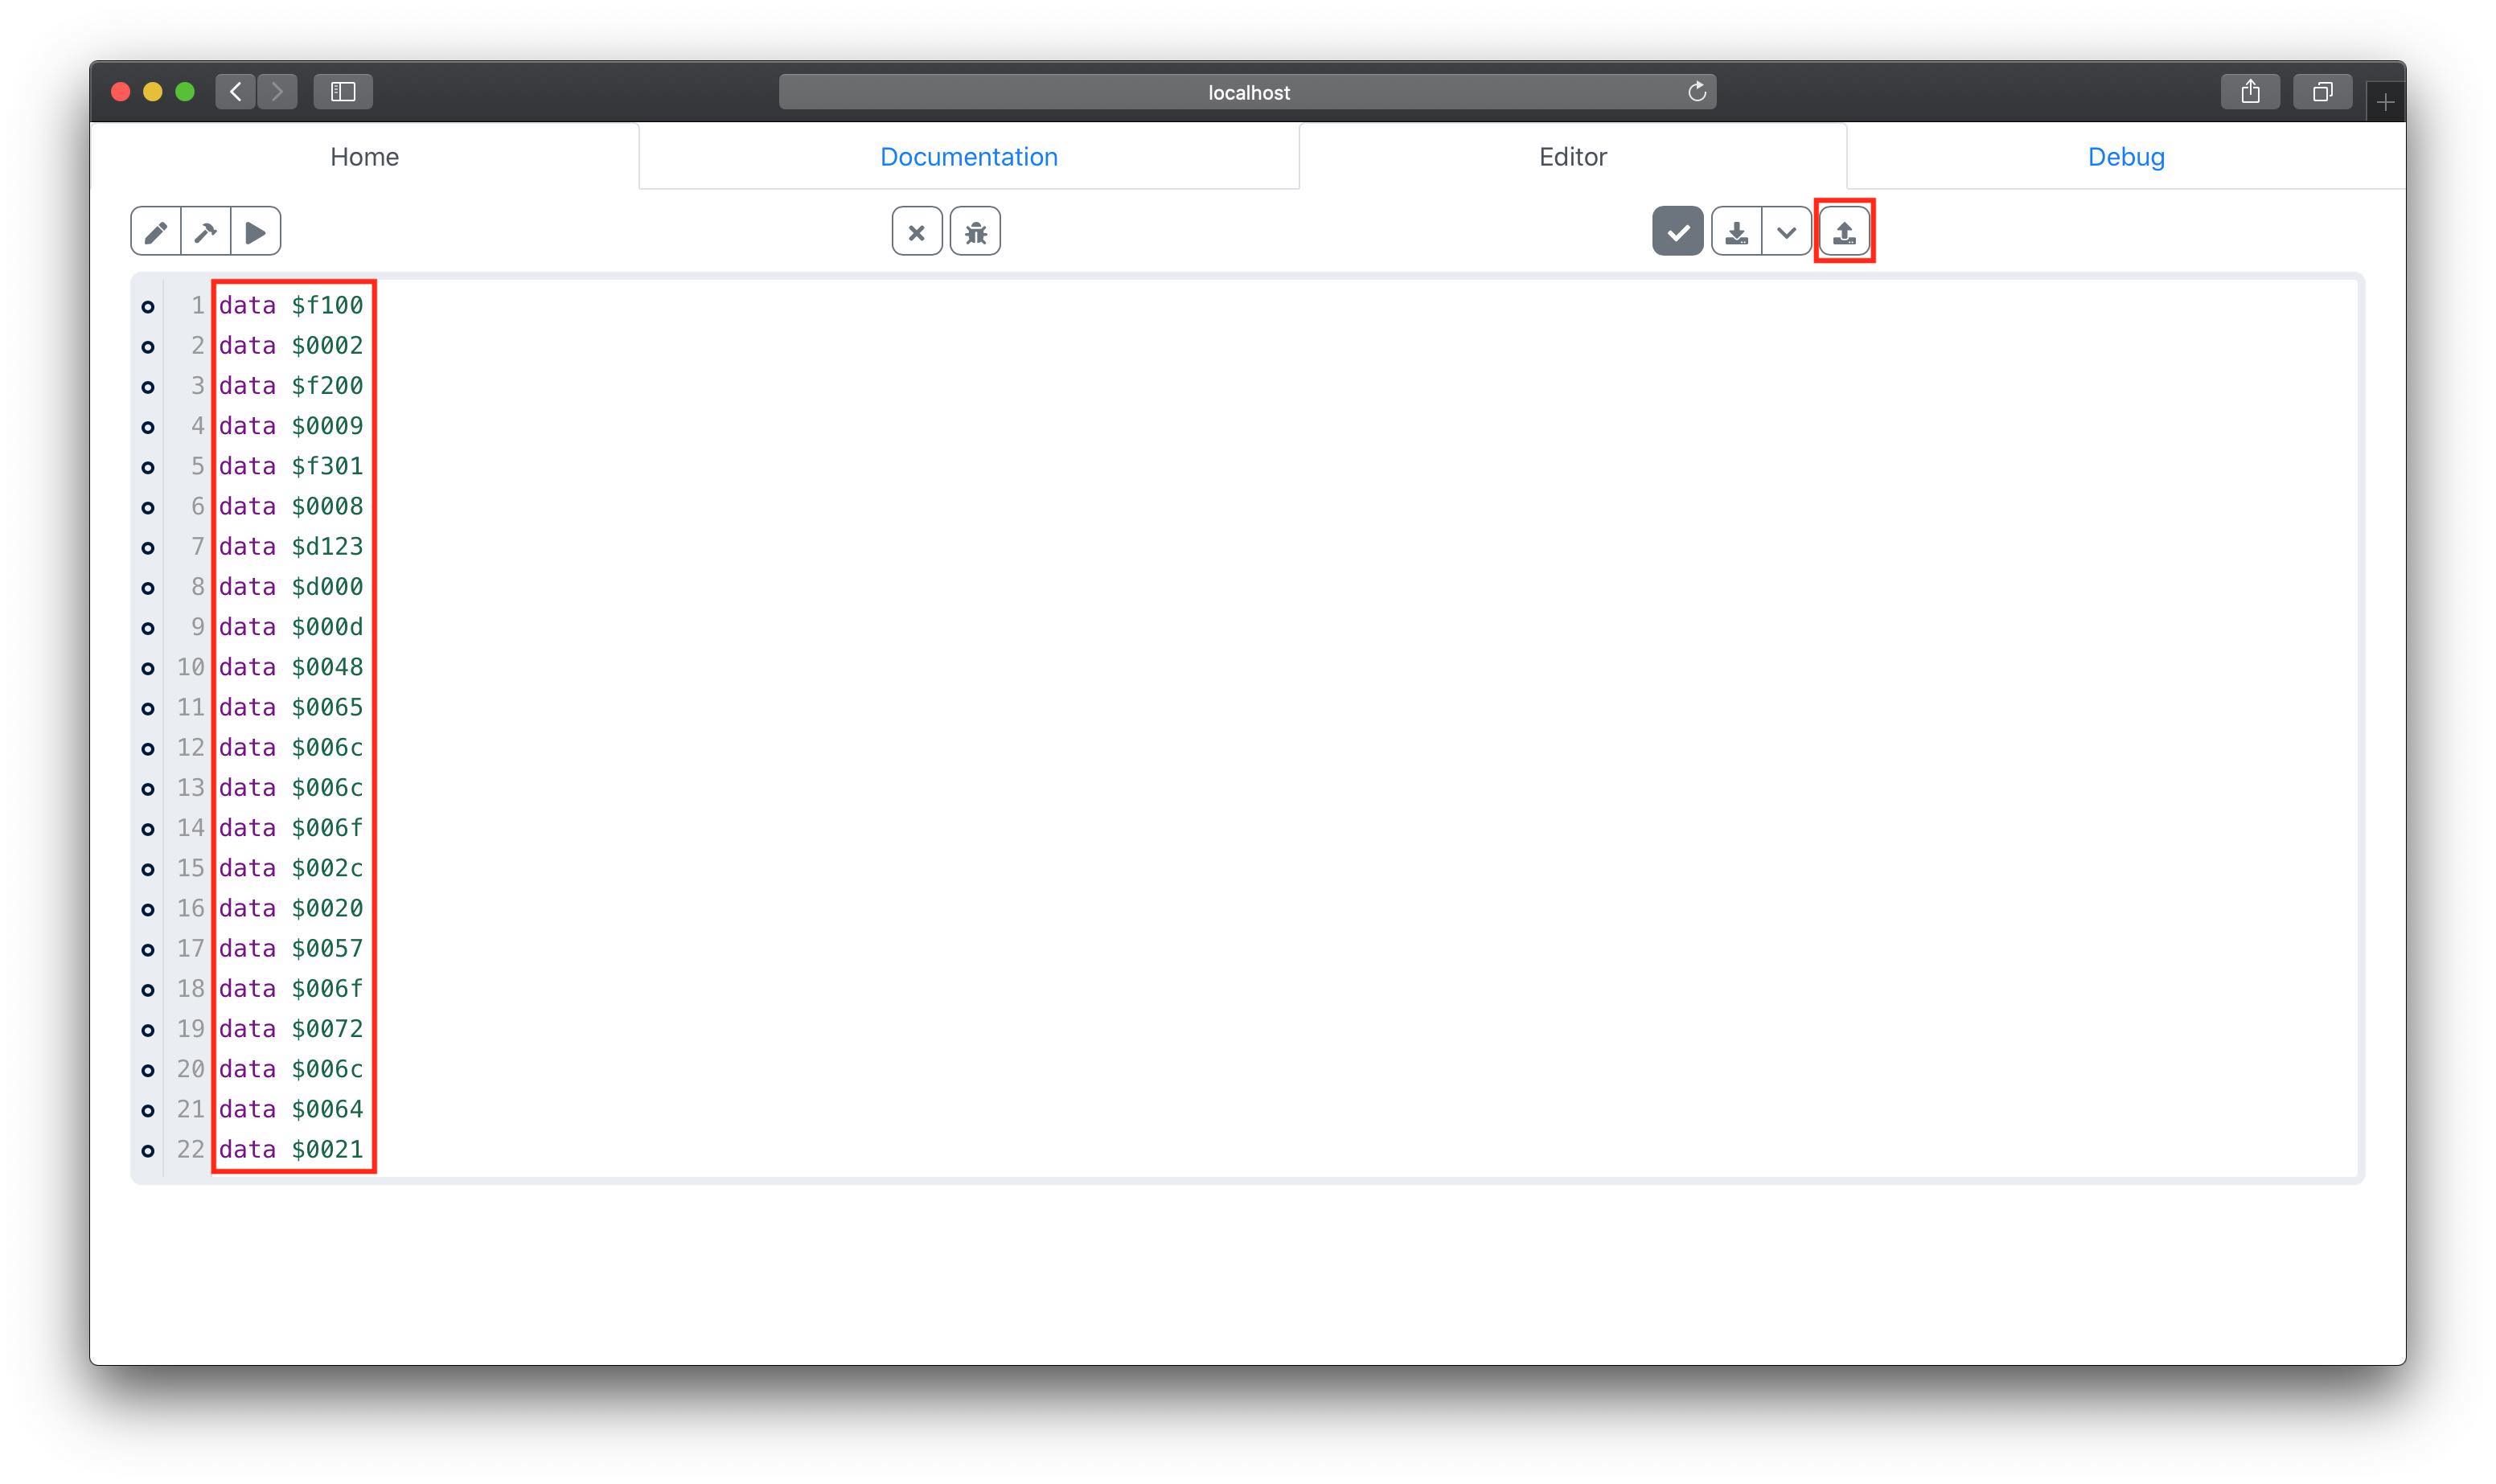 localhost
Home Documentation Editor Debug
1 data $f100
2 data $0002
3 data $f200
4 data $0009
5 data $f301
6 data $0008
7 data $d123
8 data $d000
9 data $000d
10 data $0048
11 data $0065
12 data $006c
13 data $006c
14 data $006f
15 data $002c
16 data $0020
17 data $0057
18 data $006f
19 data $0072
20 data $006c
21 data $0064
22 data $0021